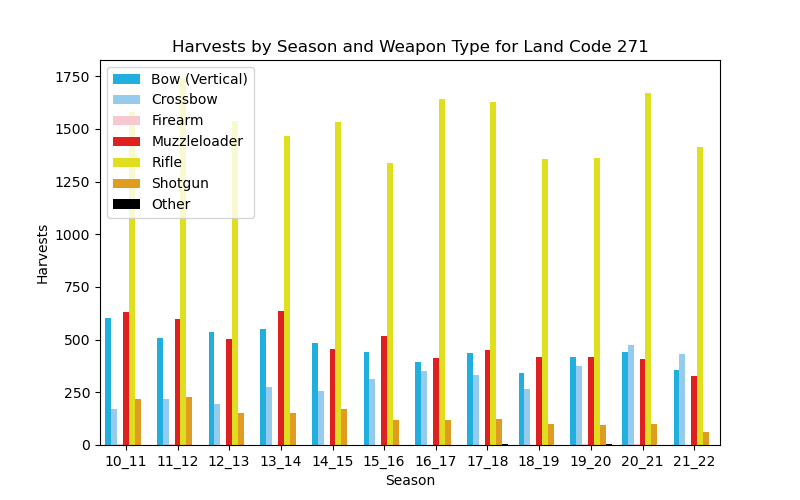 Harvests by Season and Weapon Type for Land Code 271
Harvests
1750
1500
1250
1000
750
500
250
0
Bow (Vertical)
Crossbow
Firearm
Muzzleloader
Rifle
Shotgun
Other
10_11 11_12 12_13 13_14 14_15 15_16 16_17 17_18 18_19 19_20 20_21 21_22
Season